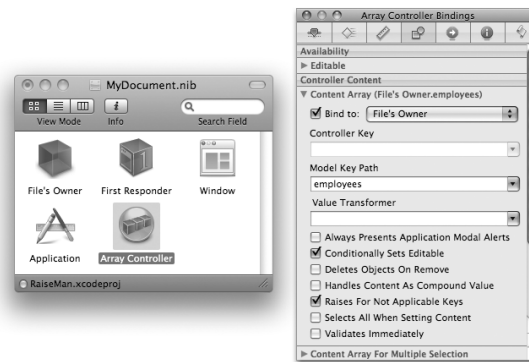 MyDocument.nib
View Mode
Info
Search Field
File's Owner
First Responder
Window
Application
Array Controller
RaiseMan.xcodeproj
Array Controller Bindings
Availability
Editable
Controller Content
Content Array (File's Owner.employees)
Bind to: File's Owner
Controller Key
Model Key Path
employees
Value Transformer
Always Presents Application Modal Alerts
Conditionally Sets Editable
Deletes Objects On Remove
Handles Content As Compound Value
Raises For Not Applicable Keys
Selects All When Setting Content
Validates Immediately
Content Array For Multiple Selection